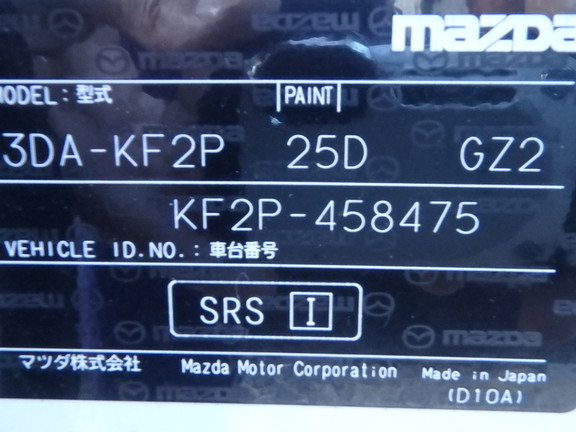 mazda
MODEL：型式 PAINT
3DA-KF2P 25D GZ2
KF2P-458475
VEHICLE ID.NO.：車台番号
SRS I
マツダ株式会社 Mazda Motor Corporation Made in Japan
(D10A)